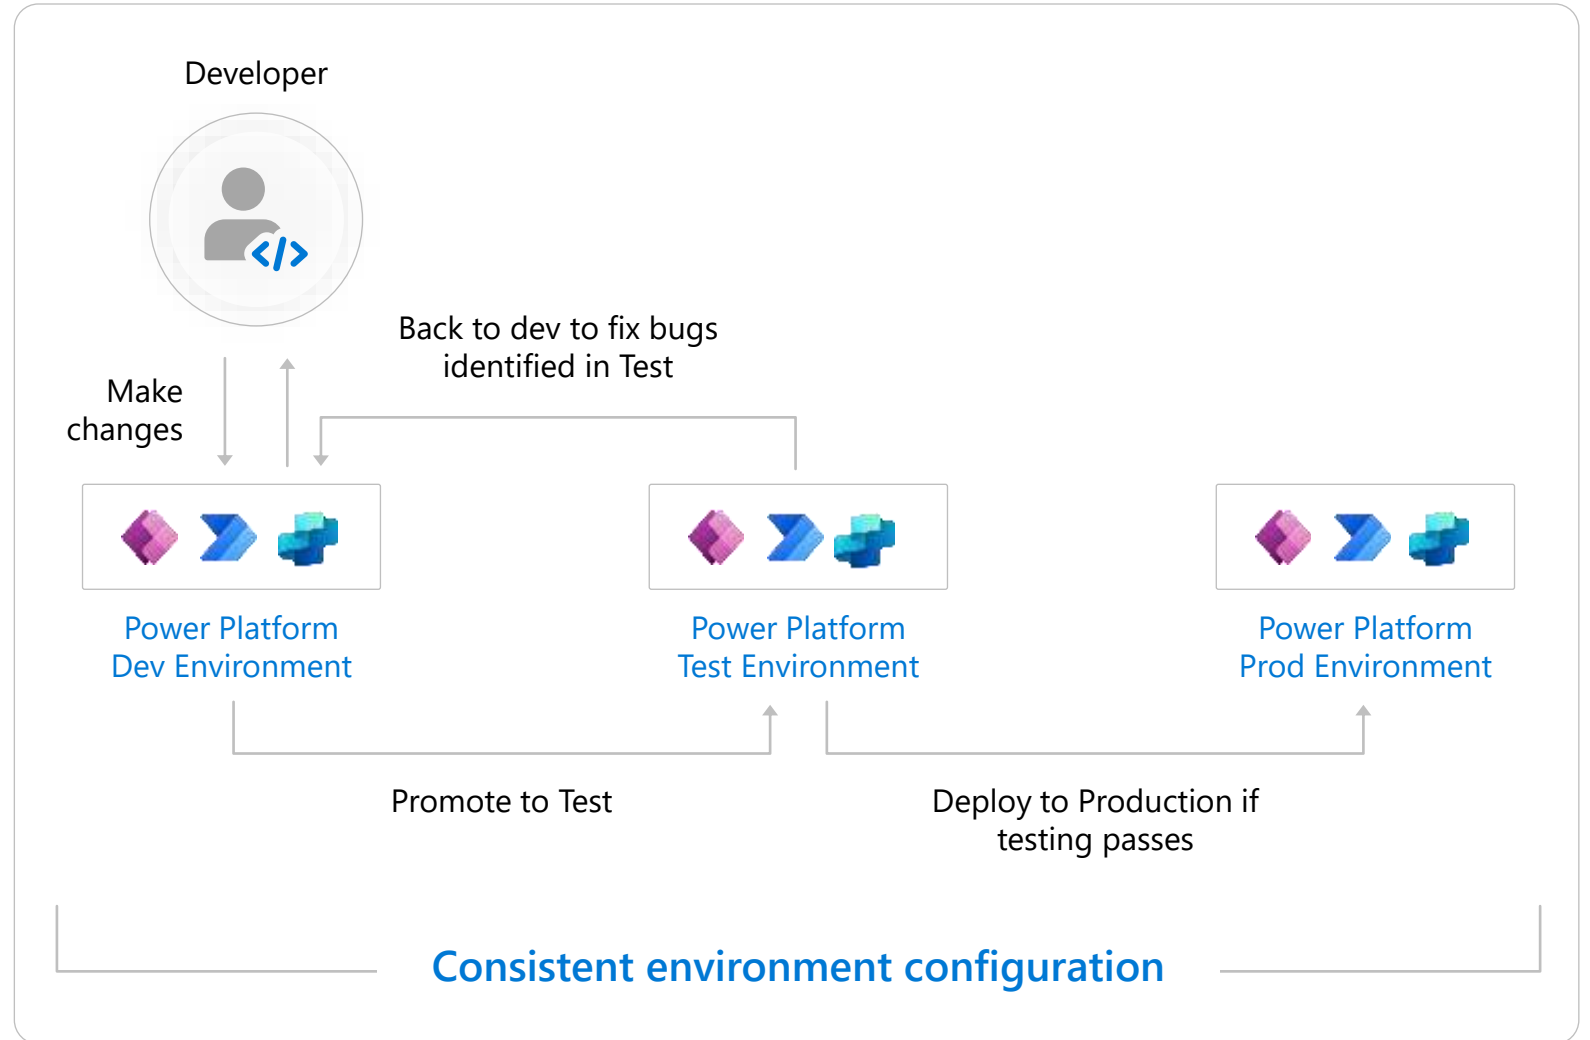 Developer
Back to dev to fix bugs
identified in Test
Make
changes
Power Platform
Dev Environment
Power Platform
Test Environment
Power Platform
Prod Environment
Promote to Test
Deploy to Production if
testing passes
Consistent environment configuration